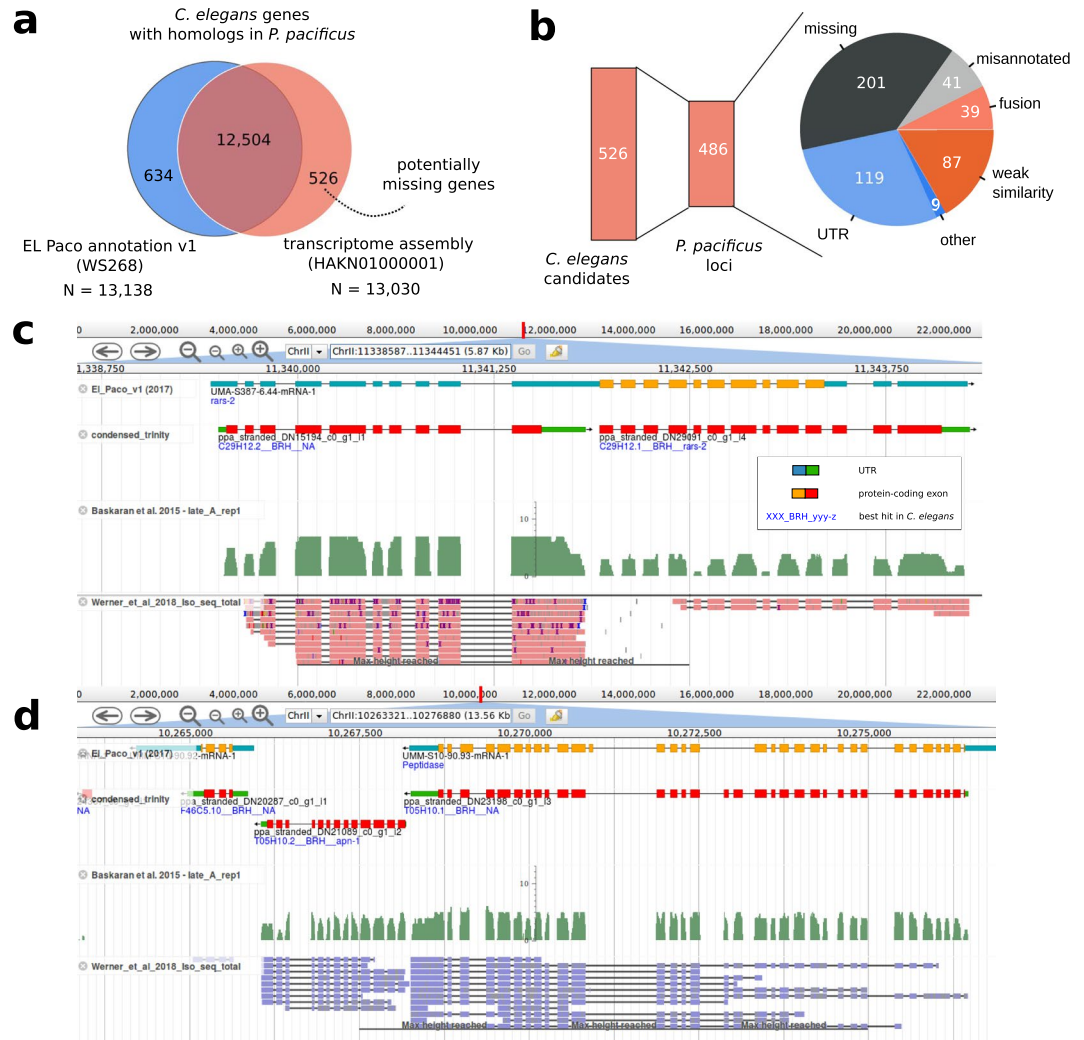 a
C. elegans genes
with homologs in P. pacificus
634
12,504
526
potentially
missing genes
EL Paco annotation v1
(WS268)
N = 13,138
transcriptome assembly
(HAKN01000001)
N = 13,030
b
526
486
C. elegans
candidates
P. pacificus
loci
missing
201
misannotated
41
fusion
39
weak
similarity
87
other
9
UTR
119
c
0 2,000,000 4,000,000 6,000,000 8,000,000 10,000,000 12,000,000 14,000,000 16,000,000 18,000,000 20,000,000 22,000,000
ChrII ChrII:11338587..11344451 (5.87 Kb) Go
1,338,750 11,340,000 11,341,250 11,342,500 11,343,750
El_Paco_v1 (2017)
UMA-S387-6.44-mRNA-1
rars-2
condensed_trinity
ppa_stranded_DN15194_c0_g1_i1 ppa_stranded_DN29091_c0_g1_i4
C29H12.2__BRH__NA C29H12.1__BRH__rars-2
UTR
protein-coding exon
XXX_BRH_yyy-z best hit in C. elegans
Baskaran et al. 2015 - late_A_rep1
10
0
Werner_et_al_2018_Iso_seq_total
Max height reached Max height reached
d
0 2,000,000 4,000,000 6,000,000 8,000,000 10,000,000 12,000,000 14,000,000 16,000,000 18,000,000 20,000,000 22,000,000
ChrII ChrII:10263321..10276880 (13.56 Kb Go
10,265,000 10,267,500 10,270,000 10,272,500 10,275,000
El_Paco_v1 (2017)
90.92-mRNA-1 UMM-S10-90.93-mRNA-1
Peptidase
condensed_trinity
ppa_stranded_DN20287_c0_g1_i1 ppa_stranded_DN23198_c0_g1_i3
NA F46C5.10__BRH__NA T05H10.1__BRH__NA
ppa_stranded_DN21089_c0_g1_i2
T05H10.2__BRH__apn-1
Baskaran et al. 2015 - late_A_rep1
10
0
Werner_et_al_2018_Iso_seq_total
Max height reached Max height reached Max height reached